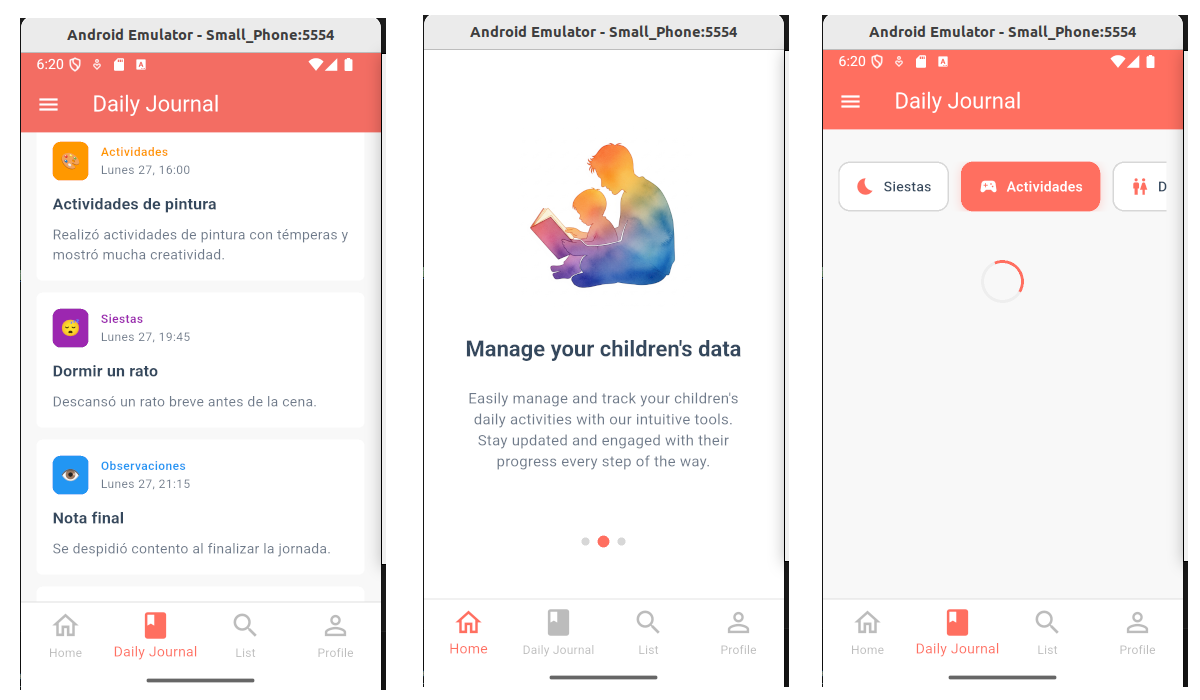 Android Emulator - Small_Phone:5554
6:20
A
Daily Journal
Actividades
Lunes 27, 16:00
Actividades de pintura
Realizó actividades de pintura con témperas y
mostró mucha creatividad.
Siestas
Lunes 27, 19:45
Dormir un rato
Descansó un rato breve antes de la cena.
Observaciones
Lunes 27, 21:15
Nota final
Se despidió contento al finalizar la jornada.
Home
Daily Journal
List
Profile
Android Emulator - Small_Phone:5554
Manage your children's data
Easily manage and track your children's
daily activities with our intuitive tools.
Stay updated and engaged with their
progress every step of the way.
Home
Daily Journal
List
Profile
Android Emulator - Small_Phone:5554
6:20
A
Daily Journal
Siestas
Actividades
D
Home
Daily Journal
List
Profile